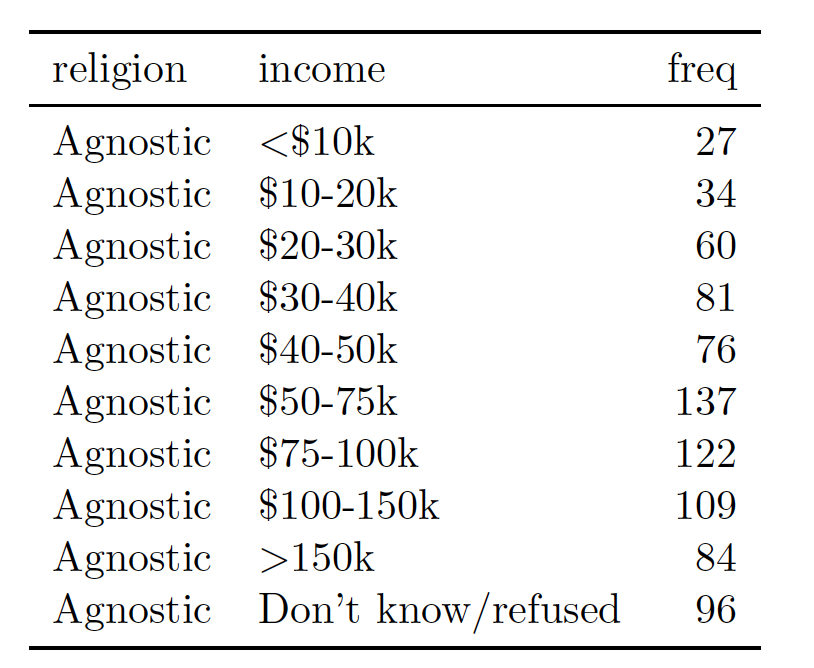 religion income freq
Agnostic <$10k 27
Agnostic $10-20k 34
Agnostic $20-30k 60
Agnostic $30-40k 81
Agnostic $40-50k 76
Agnostic $50-75k 137
Agnostic $75-100k 122
Agnostic $100-150k 109
Agnostic >150k 84
Agnostic Don't know/refused 96